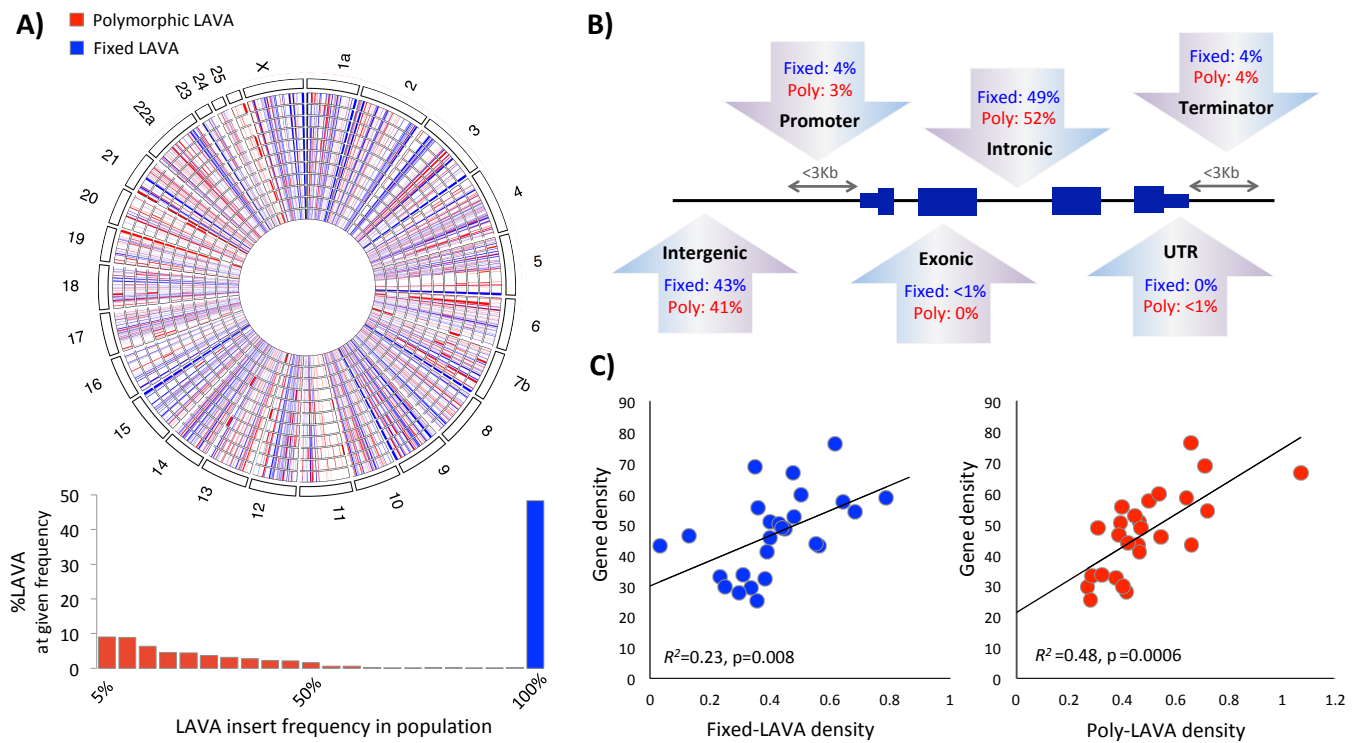 A)
Polymorphic LAVA
Fixed LAVA
1a
2
3
4
5
6
7b
8
9
10
11
12
13
14
15
16
17
18
19
20
21
22a
23
24
25
X
50
40
30
20
10
0
%LAVA
at given frequency
5%
50%
100%
LAVA insert frequency in population
B)
Fixed: 4%
Poly: 3%
Promoter
Fixed: 49%
Poly: 52%
Intronic
Fixed: 4%
Poly: 4%
Terminator
<3Kb
<3Kb
Intergenic
Fixed: 43%
Poly: 41%
Exonic
Fixed: <1%
Poly: 0%
UTR
Fixed: 0%
Poly: <1%
C)
90
80
70
60
50
40
30
20
10
0
Gene density
R²=0.23, p=0.008
0
0.2
0.4
0.6
0.8
1
Fixed-LAVA density
90
80
70
60
50
40
30
20
10
0
Gene density
R²=0.48, p=0.0006
0
0.2
0.4
0.6
0.8
1
1.2
Poly-LAVA density